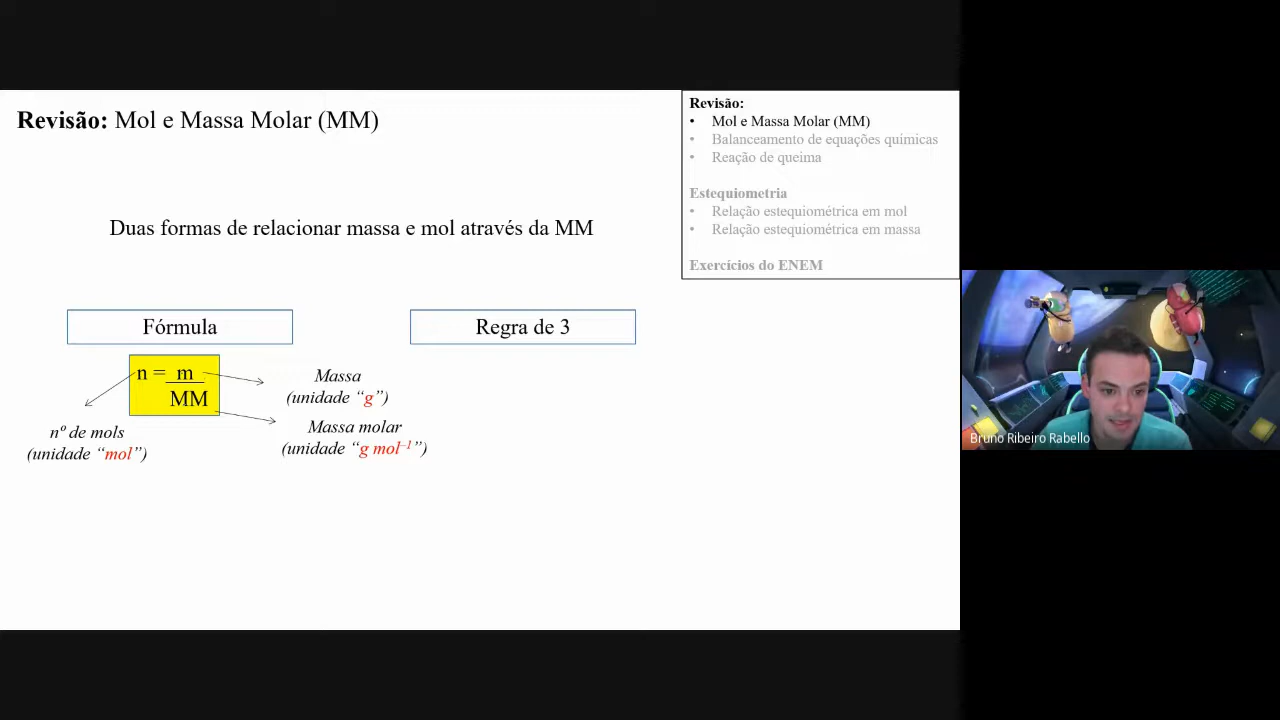 Revisão: Mol e Massa Molar (MM)
Duas formas de relacionar massa e mol através da MM
Fórmula
Regra de 3
n = m
MM
Massa
(unidade “g”)
Massa molar
(unidade “g mol⁻¹”)
nº de mols
(unidade “mol”)
Revisão:
• Mol e Massa Molar (MM)
• Balanceamento de equações químicas
• Reação de queima
Estequiometria
• Relação estequiométrica em mol
• Relação estequiométrica em massa
Exercícios do ENEM
Bruno Ribeiro Rabello